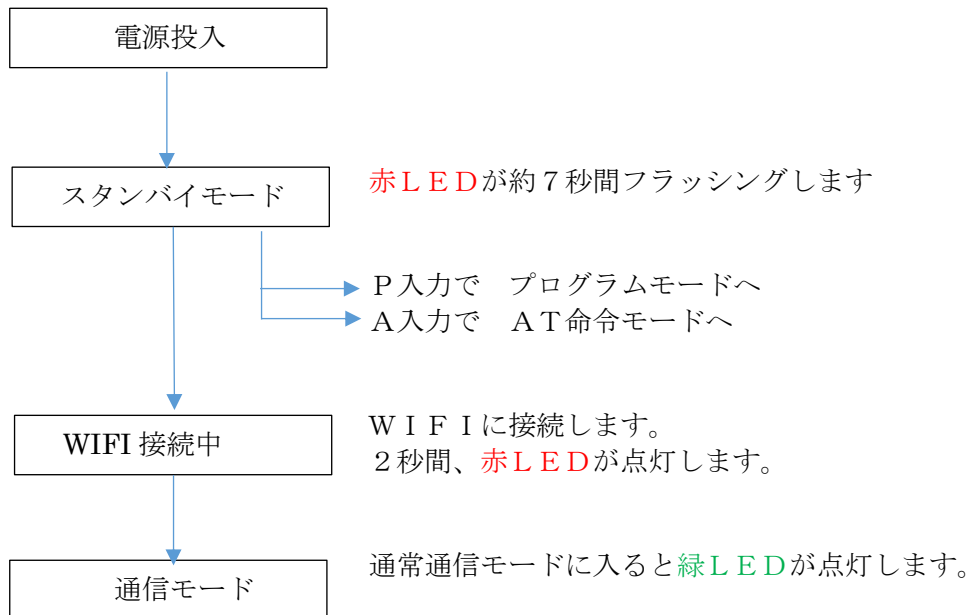 電源投入
スタンバイモード
赤ＬＥＤが約７秒間フラッシングします
Ｐ入力で　プログラムモードへ
Ａ入力で　ＡＴ命令モードへ
WIFI 接続中
ＷＩＦＩに接続します。
２秒間、赤ＬＥＤが点灯します。
通信モード
通常通信モードに入ると緑ＬＥＤが点灯します。